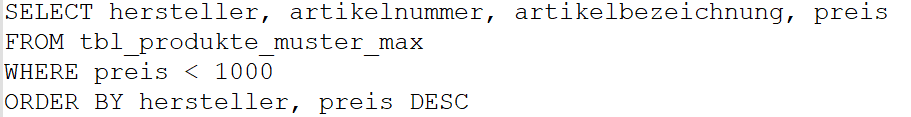 SELECT hersteller, artikelnummer, artikelbezeichnung, preis
FROM tbl_produkte_muster_max
WHERE preis < 1000
ORDER BY hersteller, preis DESC